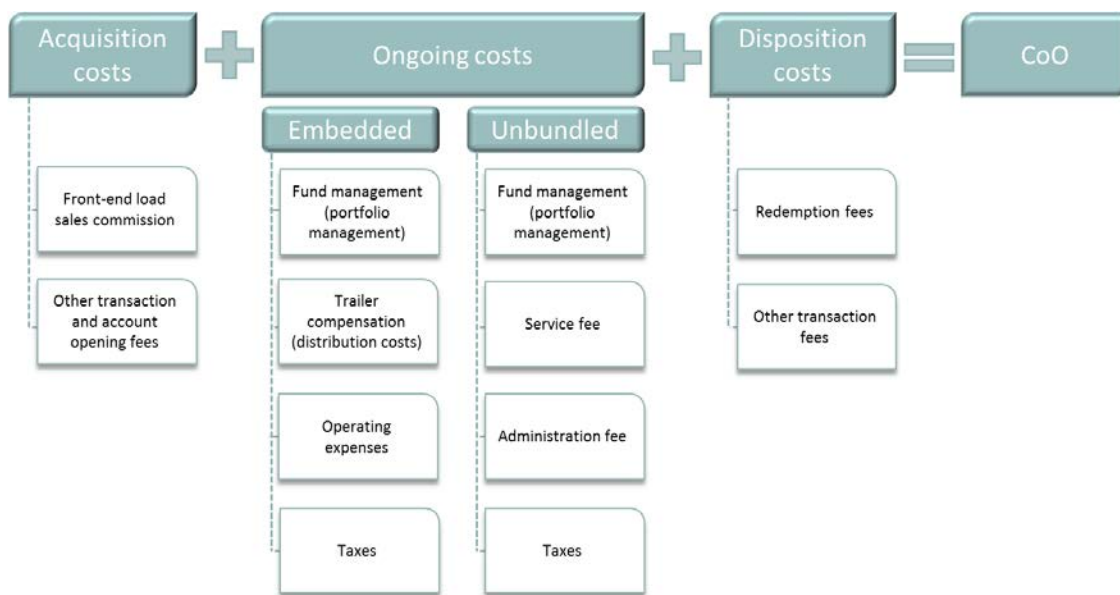 Acquisition
costs
Ongoing costs
Disposition
costs
CoO
Embedded
Unbundled
Front-end load
sales commission
Other transaction
and account
opening fees
Fund management
(portfolio
management)
Trailer
compensation
(distribution costs)
Operating
expenses
Taxes
Fund management
(portfolio
management)
Service fee
Administration fee
Taxes
Redemption fees
Other transaction
fees